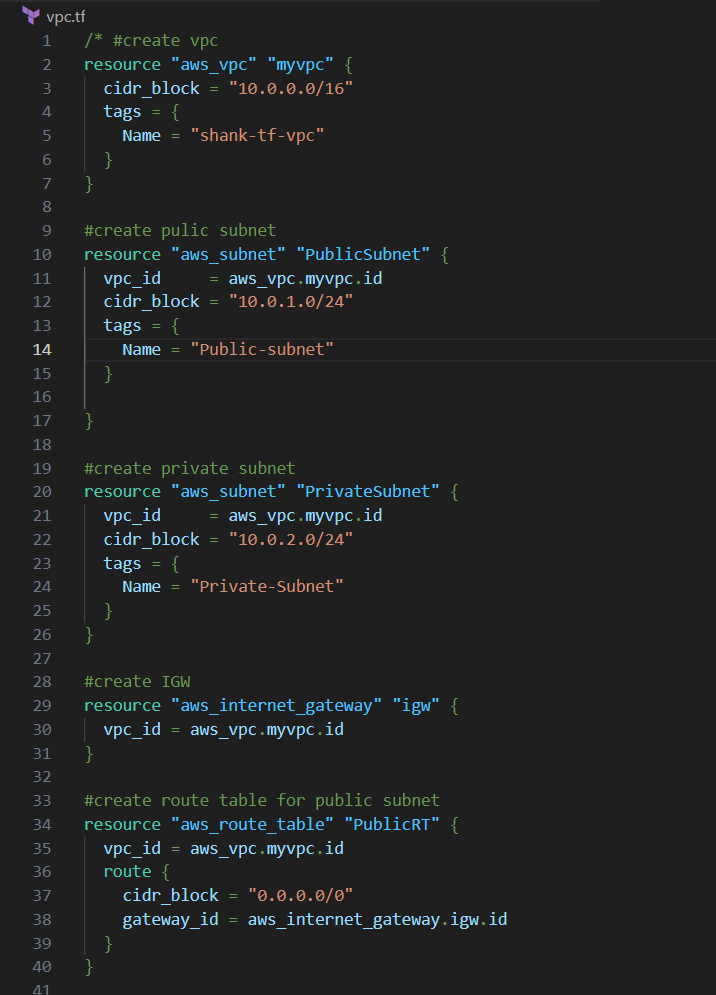 vpc.tf
1 /* #create vpc
2 resource "aws_vpc" "myvpc" {
3   cidr_block = "10.0.0.0/16"
4   tags = {
5     Name = "shank-tf-vpc"
6   }
7 }
8
9 #create pulic subnet
10 resource "aws_subnet" "PublicSubnet" {
11   vpc_id     = aws_vpc.myvpc.id
12   cidr_block = "10.0.1.0/24"
13   tags = {
14     Name = "Public-subnet"
15   }
16
17 }
18
19 #create private subnet
20 resource "aws_subnet" "PrivateSubnet" {
21   vpc_id     = aws_vpc.myvpc.id
22   cidr_block = "10.0.2.0/24"
23   tags = {
24     Name = "Private-Subnet"
25   }
26 }
27
28 #create IGW
29 resource "aws_internet_gateway" "igw" {
30   vpc_id = aws_vpc.myvpc.id
31 }
32
33 #create route table for public subnet
34 resource "aws_route_table" "PublicRT" {
35   vpc_id = aws_vpc.myvpc.id
36   route {
37     cidr_block = "0.0.0.0/0"
38     gateway_id = aws_internet_gateway.igw.id
39   }
40 }
41